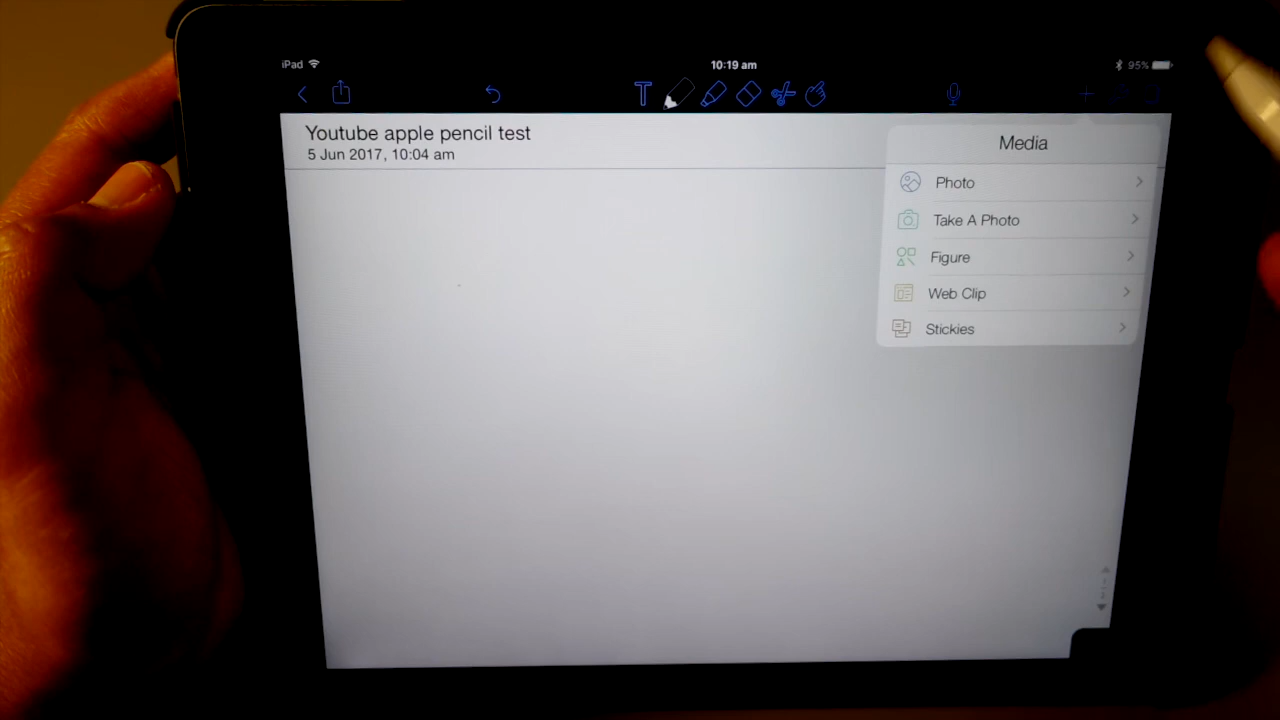 iPad
10:19 am
95%
T
Youtube apple pencil test
5 Jun 2017, 10:04 am
Media
Photo
Take A Photo
Figure
Web Clip
Stickies